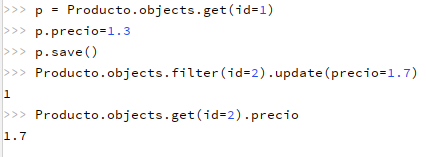 >>> p = Producto.objects.get(id=1)
>>> p.precio=1.3
>>> p.save()
>>> Producto.objects.filter(id=2).update(precio=1.7)
1
>>> Producto.objects.get(id=2).precio
1.7